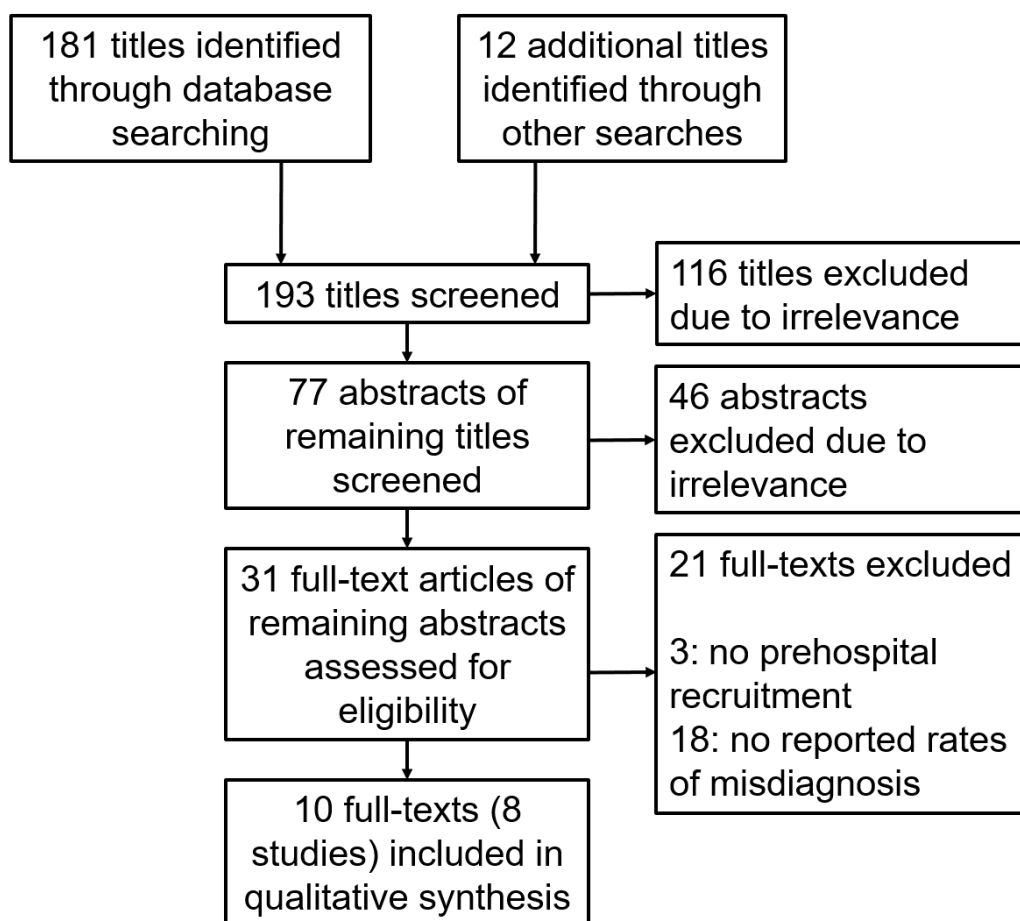 181 titles identified
through database
searching
12 additional titles
identified through
other searches
193 titles screened
116 titles excluded
due to irrelevance
77 abstracts of
remaining titles
screened
46 abstracts
excluded due to
irrelevance
31 full-text articles of
remaining abstracts
assessed for
eligibility
21 full-texts excluded
3: no prehospital
recruitment
18: no reported rates
of misdiagnosis
10 full-texts (8
studies) included in
qualitative synthesis